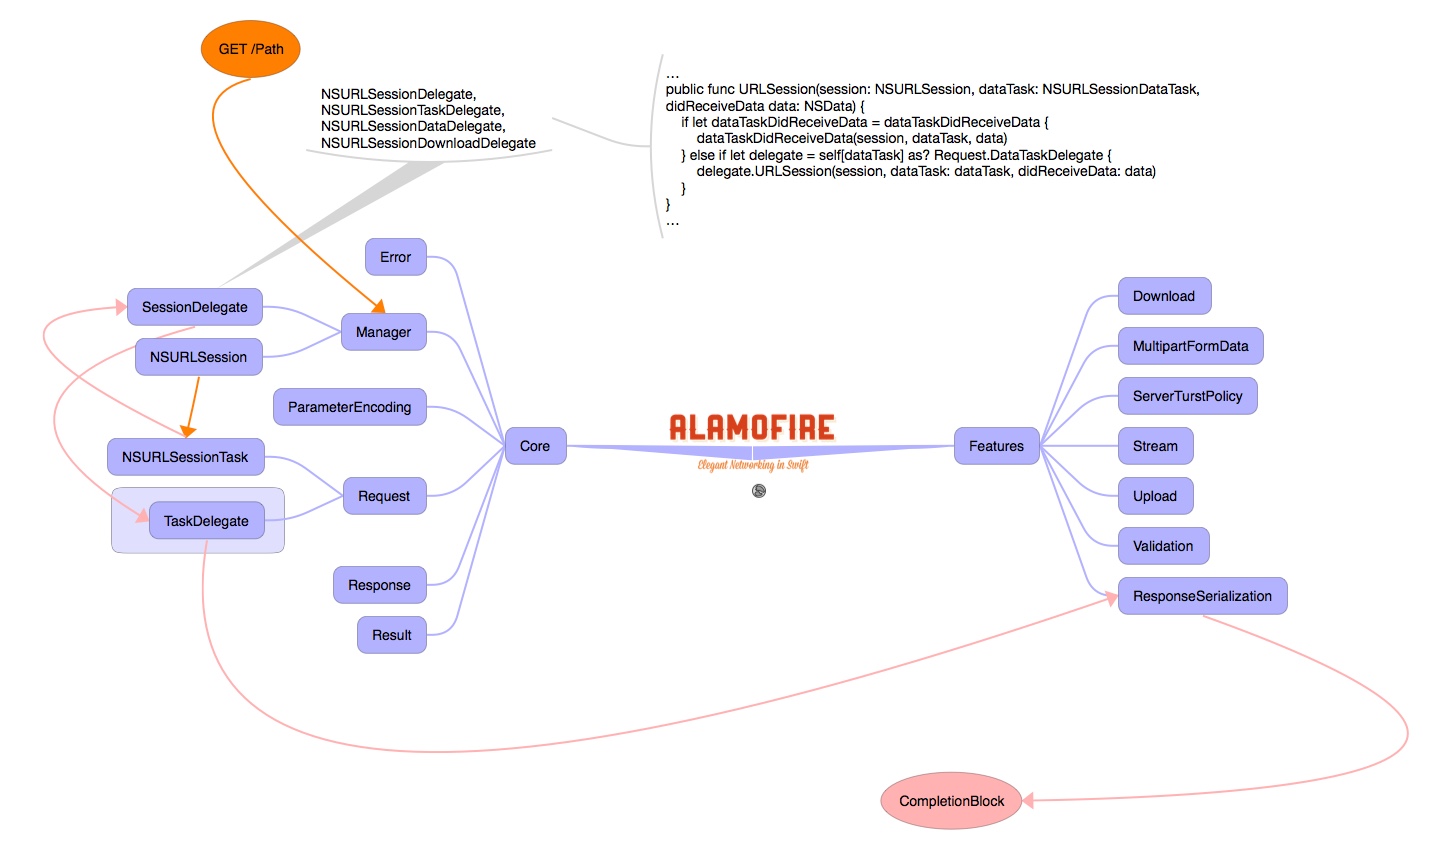 GET /Path
NSURLSessionDelegate,
NSURLSessionTaskDelegate,
NSURLSessionDataDelegate,
NSURLSessionDownloadDelegate
...
public func URLSession(session: NSURLSession, dataTask: NSURLSessionDataTask,
didReceiveData data: NSData) {
if let dataTaskDidReceiveData = dataTaskDidReceiveData {
dataTaskDidReceiveData(session, dataTask, data)
} else if let delegate = self[dataTask] as? Request.DataTaskDelegate {
delegate.URLSession(session, dataTask: dataTask, didReceiveData: data)
}
}
...
Error
SessionDelegate
Manager
NSURLSession
ParameterEncoding
NSURLSessionTask
Request
TaskDelegate
Response
Result
Core
ALAMOFIRE
Elegant Networking in Swift
Features
Download
MultipartFormData
ServerTurstPolicy
Stream
Upload
Validation
ResponseSerialization
CompletionBlock